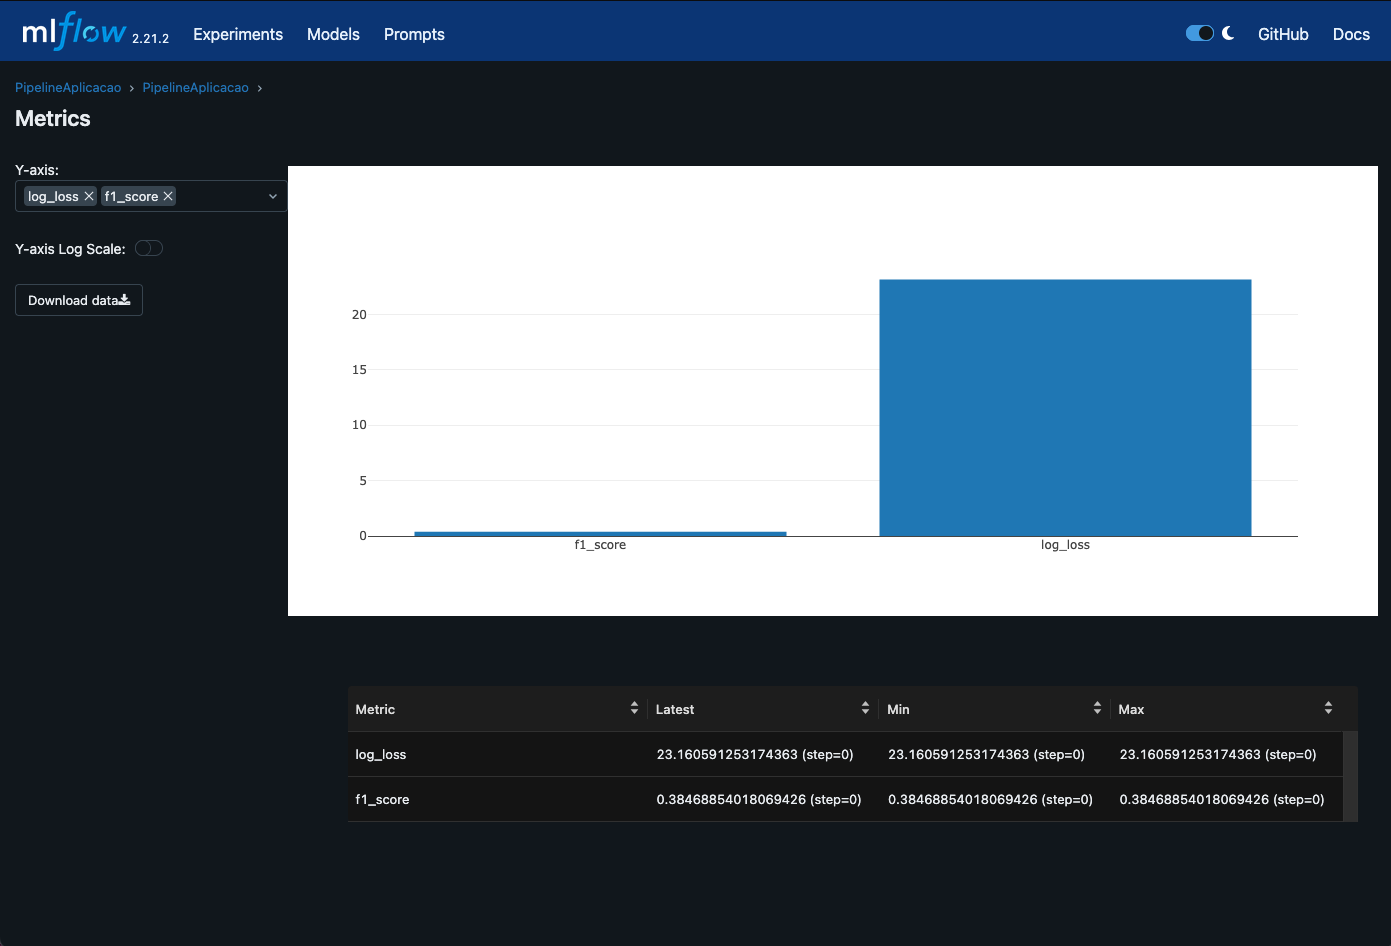 mlflow 2.21.2 Experiments Models Prompts GitHub Docs
PipelineAplicacao › PipelineAplicacao ›
Metrics
Y-axis:
log_loss f1_score
Y-axis Log Scale:
Download data
20
15
10
5
0
f1_score log_loss
Metric Latest Min Max
log_loss 23.160591253174363 (step=0) 23.160591253174363 (step=0) 23.160591253174363 (step=0)
f1_score 0.38468854018069426 (step=0) 0.38468854018069426 (step=0) 0.38468854018069426 (step=0)